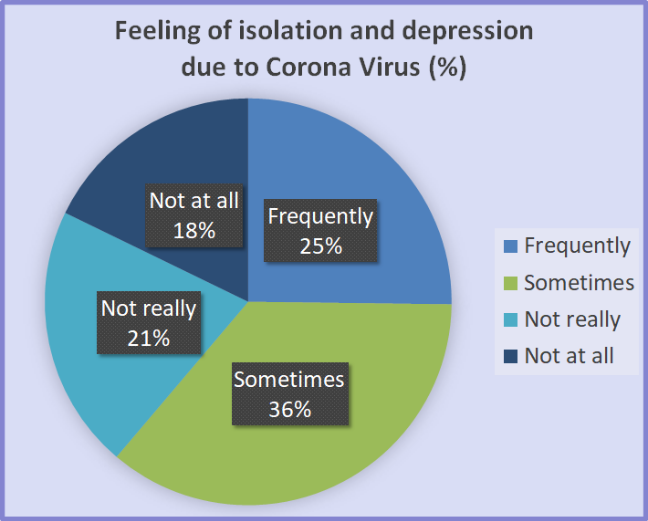 Feeling of isolation and depression
due to Corona Virus (%)
Not at all
18%
Frequently
25%
Not really
21%
Sometimes
36%
Frequently
Sometimes
Not really
Not at all